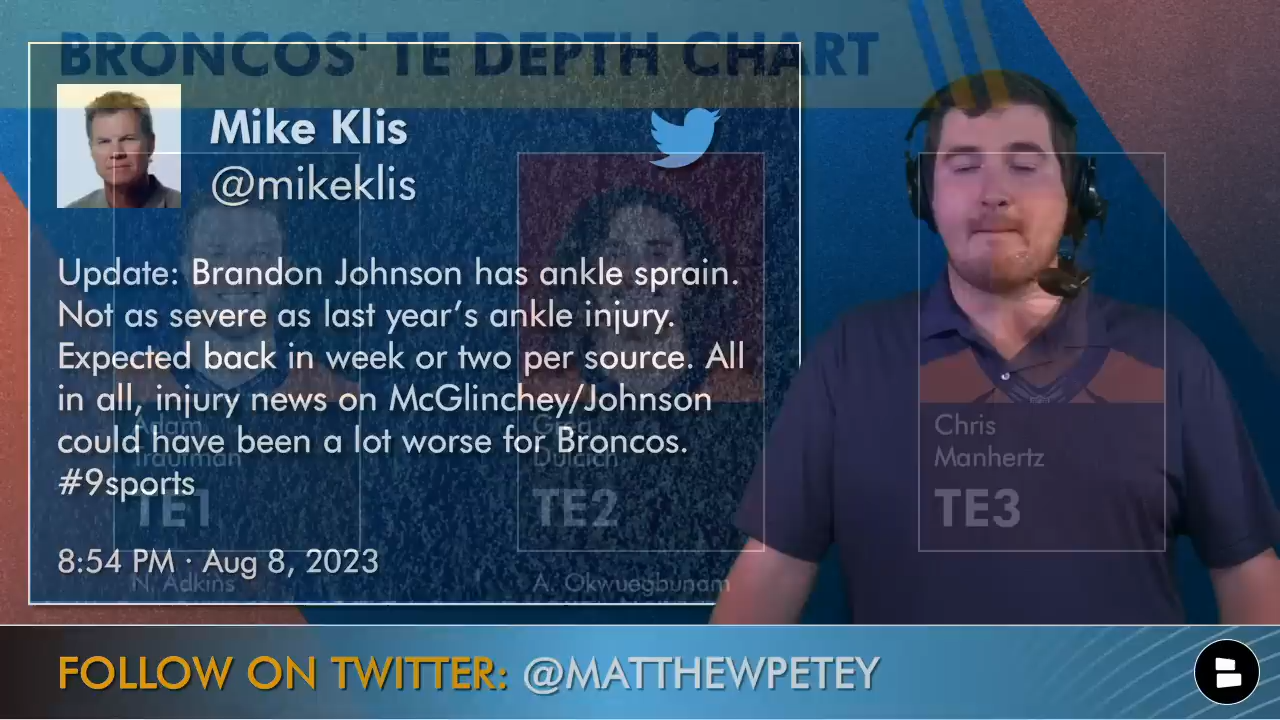 BRONCOS' TE DEPTH CHART
Mike Klis
@mikeklis
Update: Brandon Johnson has ankle sprain.
Not as severe as last year’s ankle injury.
Expected back in week or two per source. All
in all, injury news on McGlinchey/Johnson
could have been a lot worse for Broncos.
#9sports
8:54 PM · Aug 8, 2023
Adam
Trautman
TE1
N. Adkins
Greg
Dulcich
TE2
A. Okwuegbunam
Chris
Manhertz
TE3
FOLLOW ON TWITTER: @MATTHEWPETEY